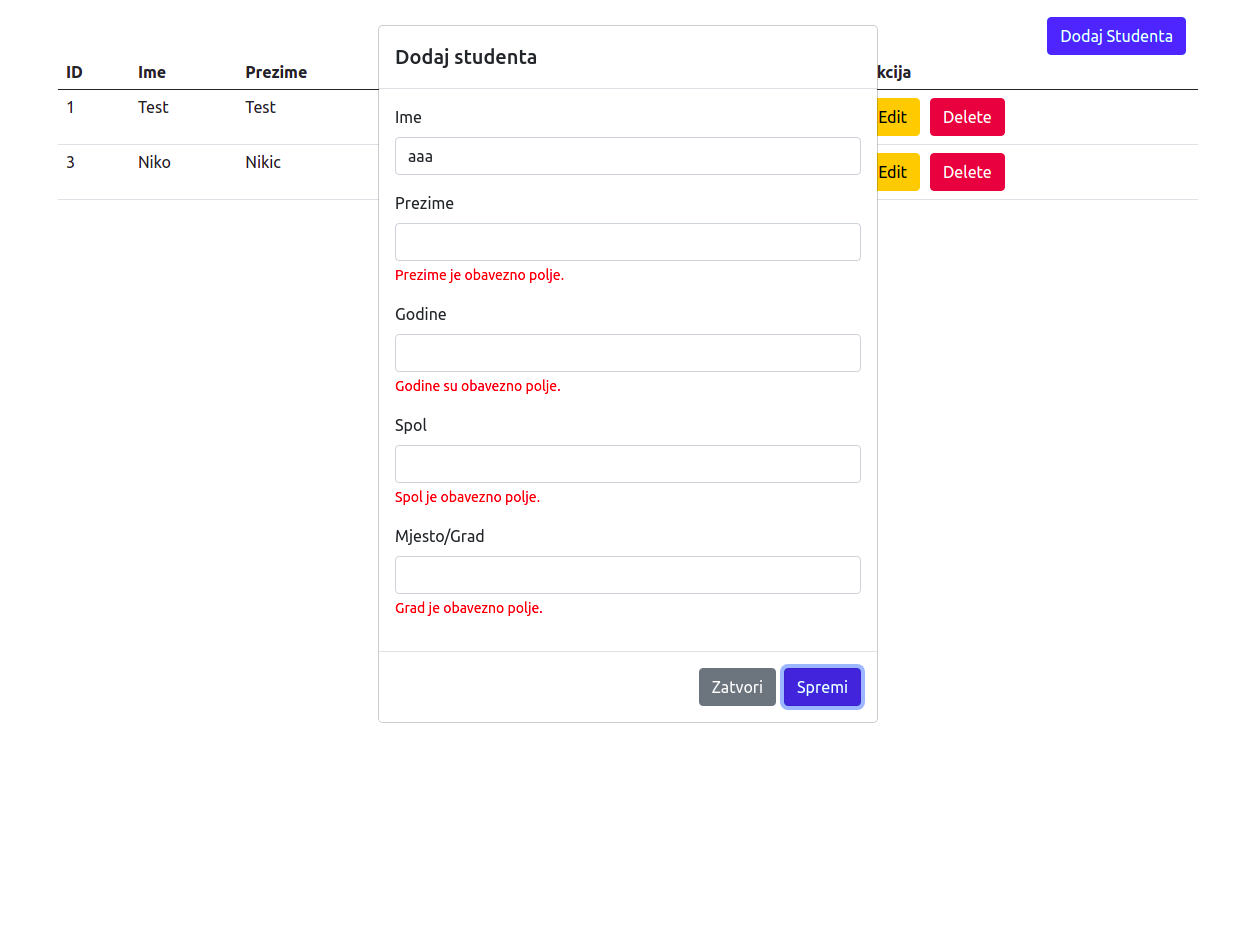 Dodaj Studenta
Dodaj studenta
ID Ime Prezime kcija
1 Test Test Edit Delete
3 Niko Nikic Edit Delete
Ime
aaa
Prezime
Prezime je obavezno polje.
Godine
Godine su obavezno polje.
Spol
Spol je obavezno polje.
Mjesto/Grad
Grad je obavezno polje.
Zatvori Spremi